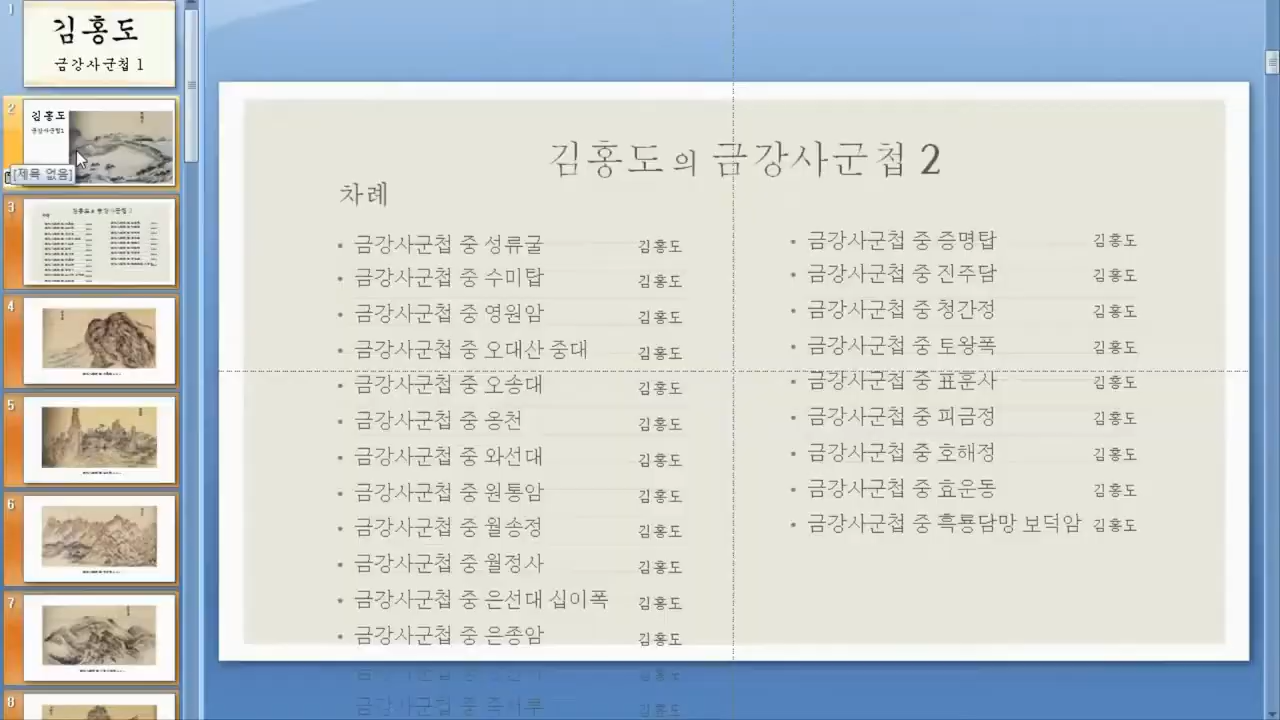 1
김홍도
금강사군첩 1
2
김홍도
금강사군첩1
[제목 없음]
3
4
5
6
7
8
김홍도의 금강사군첩 2
차례
• 금강사군첩 중 성류굴 김홍도
• 금강사군첩 중 수미탑 김홍도
• 금강사군첩 중 영원암 김홍도
• 금강사군첩 중 오대산 중대 김홍도
• 금강사군첩 중 오송대 김홍도
• 금강사군첩 중 옹천 김홍도
• 금강사군첩 중 와선대 김홍도
• 금강사군첩 중 원통암 김홍도
• 금강사군첩 중 월송정 김홍도
• 금강사군첩 중 월정사 김홍도
• 금강사군첩 중 은선대 십이폭 김홍도
• 금강사군첩 중 은종암 김홍도
• 금강사군첩 중 증명탑 김홍도
• 금강사군첩 중 진주담 김홍도
• 금강사군첩 중 청간정 김홍도
• 금강사군첩 중 토왕폭 김홍도
• 금강사군첩 중 표훈사 김홍도
• 금강사군첩 중 피금정 김홍도
• 금강사군첩 중 호해정 김홍도
• 금강사군첩 중 효운동 김홍도
• 금강사군첩 중 흑룡담망 보덕암 김홍도